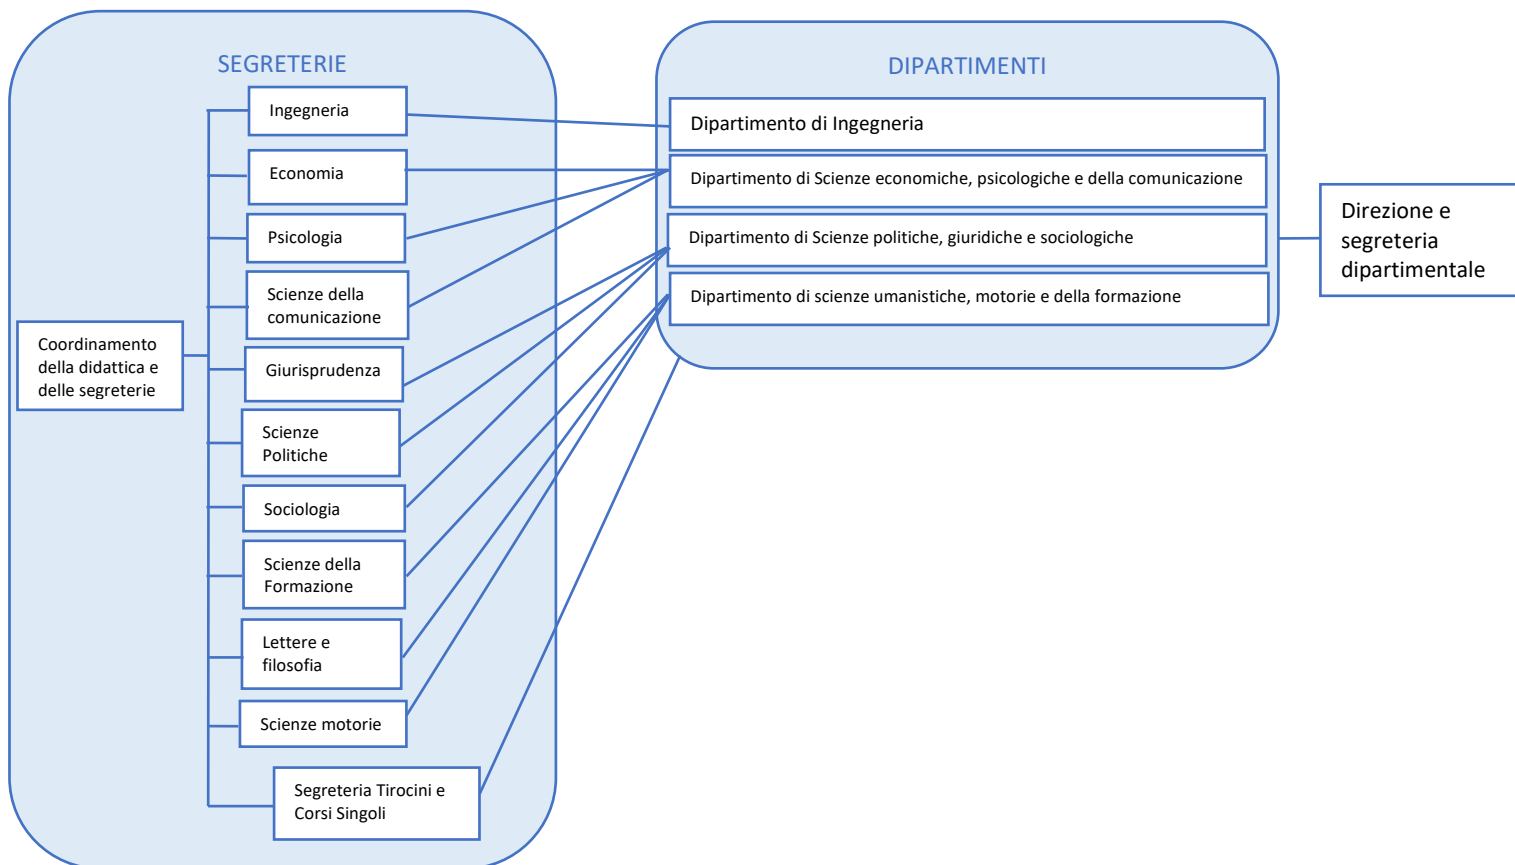 SEGRETERIE
Ingegneria
Economia
Psicologia
Scienze della
comunicazione
Coordinamento
della didattica e
delle segreterie
Giurisprudenza
Scienze
Politiche
Sociologia
Scienze della
Formazione
Lettere e
filosofia
Scienze motorie
Segreteria Tirocini e
Corsi Singoli
DIPARTIMENTI
Dipartimento di Ingegneria
Dipartimento di Scienze economiche, psicologiche e della comunicazione
Dipartimento di Scienze politiche, giuridiche e sociologiche
Dipartimento di scienze umanistiche, motorie e della formazione
Direzione e
segreteria
dipartimentale